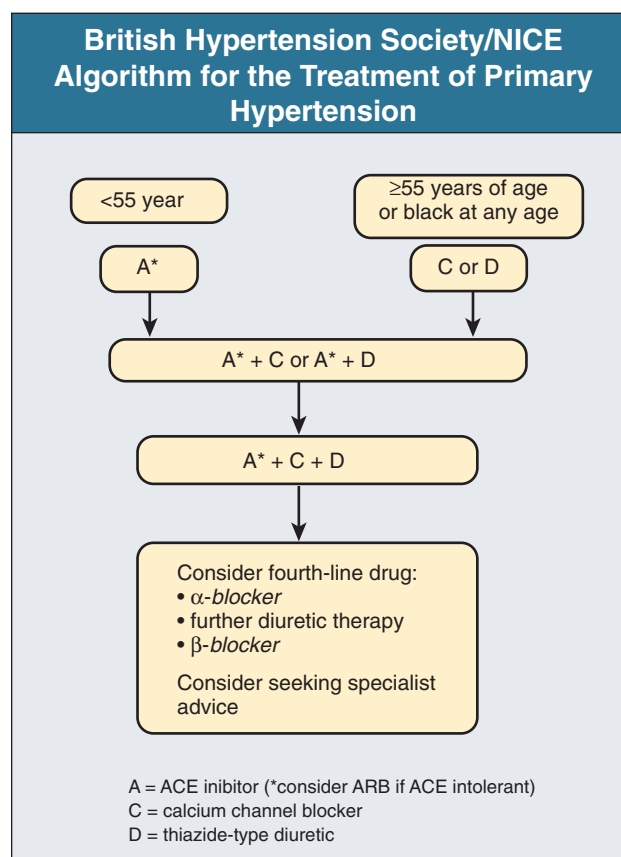 British Hypertension Society/NICE
Algorithm for the Treatment of Primary
Hypertension
<55 year
≥55 years of age
or black at any age
A*
C or D
A* + C or A* + D
A* + C + D
Consider fourth-line drug:
• α-blocker
• further diuretic therapy
• β-blocker
Consider seeking specialist
advice
A = ACE inibitor (*consider ARB if ACE intolerant)
C = calcium channel blocker
D = thiazide-type diuretic